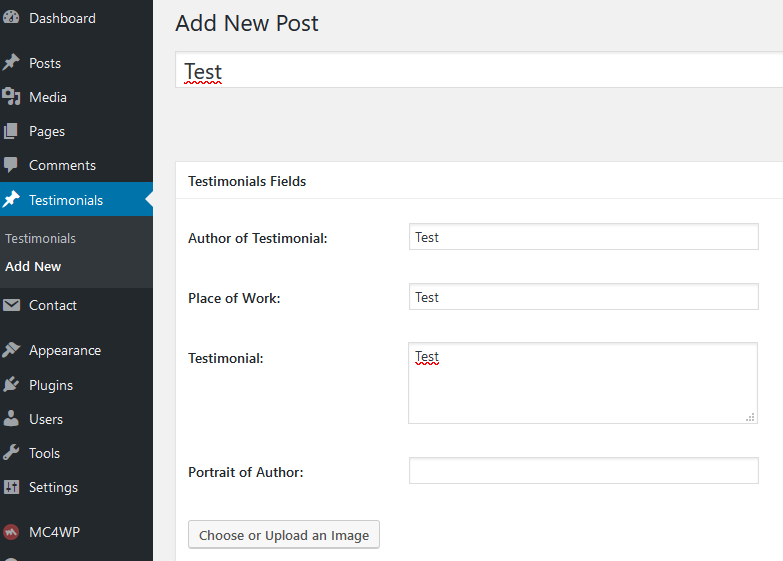 Dashboard
Posts
Media
Pages
Comments
Testimonials
Testimonials
Add New
Contact
Appearance
Plugins
Users
Tools
Settings
MC4WP
Add New Post
Test
Testimonials Fields
Author of Testimonial: Test
Place of Work: Test
Testimonial: Test
Portrait of Author:
Choose or Upload an Image